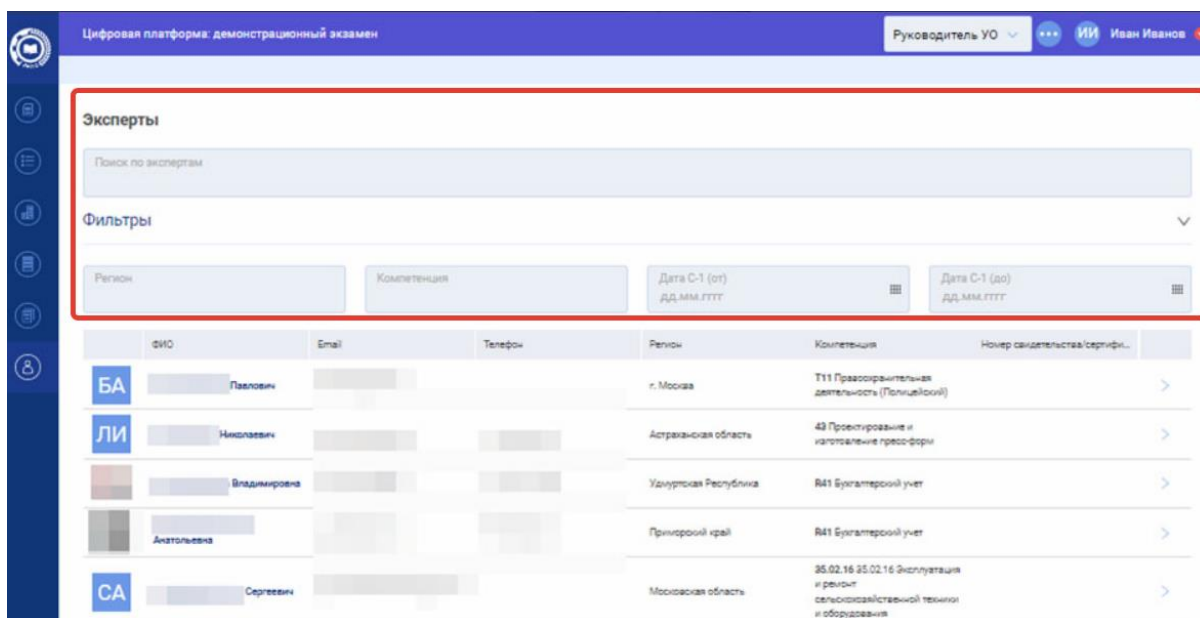 Цифровая платформа: демонстрационный экзамен
Руководитель УО
ИИ
Иван Иванов
Эксперты
Поиск по экспертам
Фильтры
Регион
Компетенция
Дата С-1 (от)
дд.мм.гггг
Дата С-1 (до)
дд.мм.гггг
ФИО
Email
Телефон
Регион
Компетенция
Номер свидетельства/сертифи...
БА
Павлович
г. Москва
T11 Правоохранительная
деятельность (Полицейский)
ЛИ
Николаевич
Астраханская область
43 Проектирование и
изготовление пресс-форм
Владимировна
Удмуртская Республика
R41 Бухгалтерский учет
Анатольевна
Приморский край
R41 Бухгалтерский учет
СА
Сергеевич
Московская область
35.02.16 35.02.16 Эксплуатация
и ремонт
сельскохозяйственной техники
и оборудования